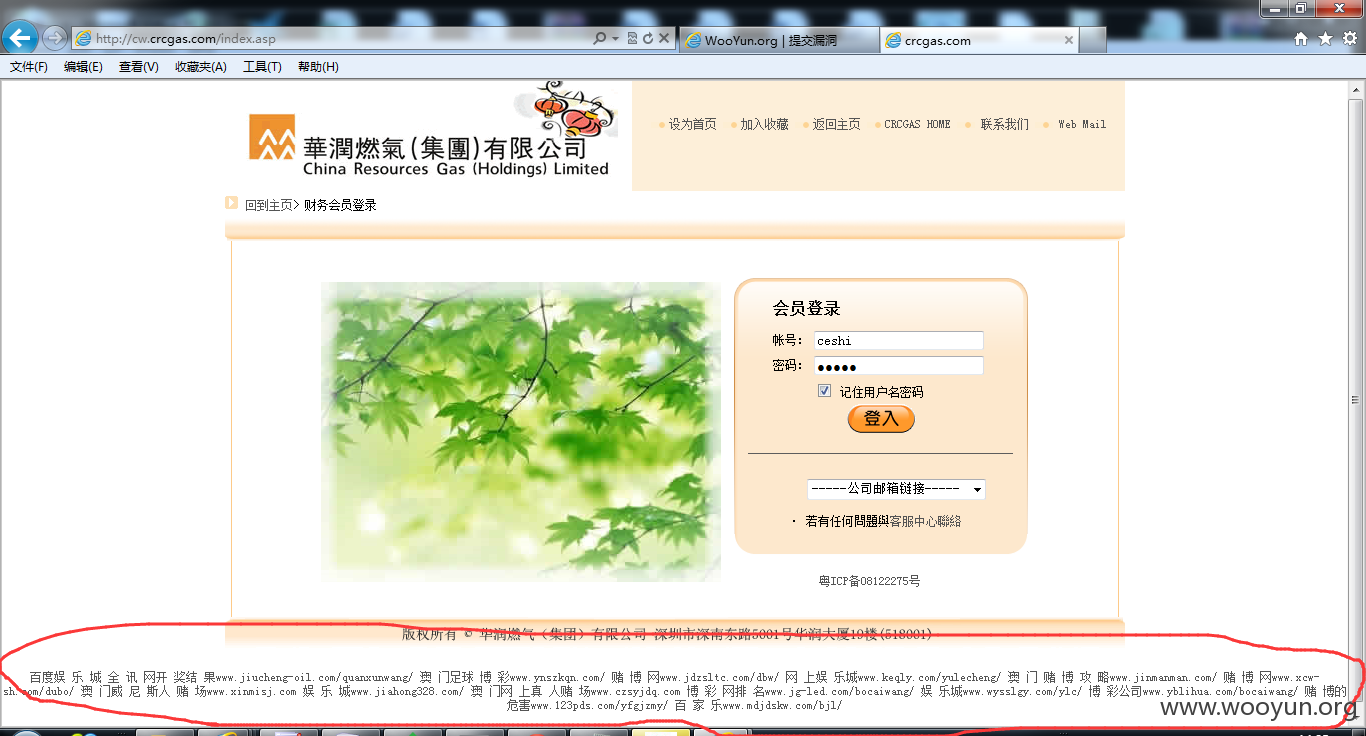 http://cw.crcgas.com/index.asp
WooYun.org | 提交漏洞
crcgas.com
文件(F) 编辑(E) 查看(V) 收藏夹(A) 工具(T) 帮助(H)
華潤燃氣(集團)有限公司
China Resources Gas (Holdings) Limited
设为首页 加入收藏 返回主页 CRCGAS HOME 联系我们 Web Mail
回到主页> 财务会员登录
会员登录
帐号: ceshi
密码: ●●●●●
记住用户名密码
登入
-----公司邮箱链接-----
· 若有任何問題與客服中心聯絡
粤ICP备08122275号
版权所有 © 华润燃气(集团)有限公司 深圳市深南东路5001号华润大厦19楼(518001)
百度娱 乐 城 全 讯 网开 奖结 果www.jiucheng-oil.com/quanxunwang/ 澳 门足球 博 彩www.ynszkqn.com/ 赌 博 网www.jdzsltc.com/dbw/ 网 上娱 乐城www.keqly.com/yulecheng/ 澳 门 赌 博 攻 略www.jinmanman.com/ 赌 博 网www.xcw-
sh.com/dubo/ 澳 门威 尼 斯人 赌 场www.xinmisj.com 娱 乐 城www.jiahong328.com/ 澳 门网 上真 人赌 场www.czsyjdq.com 博 彩 网排 名www.jg-led.com/bocaiwang/ 娱 乐城www.wysslgy.com/ylc/ 博 彩公司www.yblihua.com/bocaiwang/ 赌 博的
危害www.123pds.com/yfgjzmy/ 百 家 乐www.mdjdskw.com/bjl/
www.wooyun.org